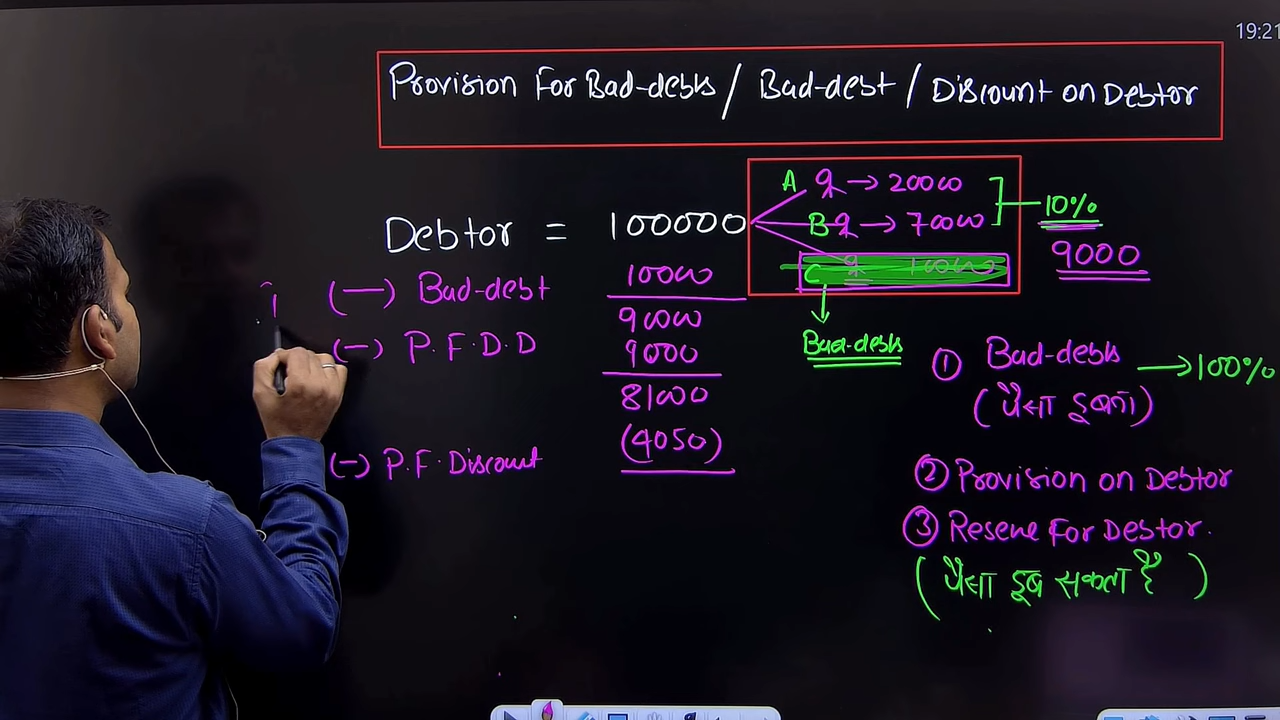 19:21
Provision For Bad-debts / Bad-debt / Discount on Debtor
A → 20000
B → 70000
10%
9000
Debtor = 100000
C 10000
(—) Bad-debt 10000
90000
(—) P.F.D.D 9000
81000
(-) P.F. Discount (4050)
Bad-debts
① Bad-debts → 100%
(पैसा डूबना)
② Provision on Debtor
③ Reserve For Debtor.
(पैसा डूब सकता है)